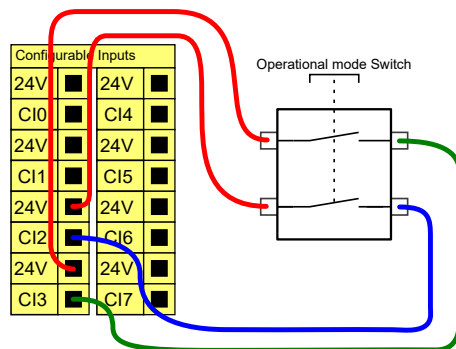 Configurable Inputs
Operational mode Switch
24V 24V
CI0 CI4
24V 24V
CI1 CI5
24V 24V
CI2 CI6
24V 24V
CI3 CI7